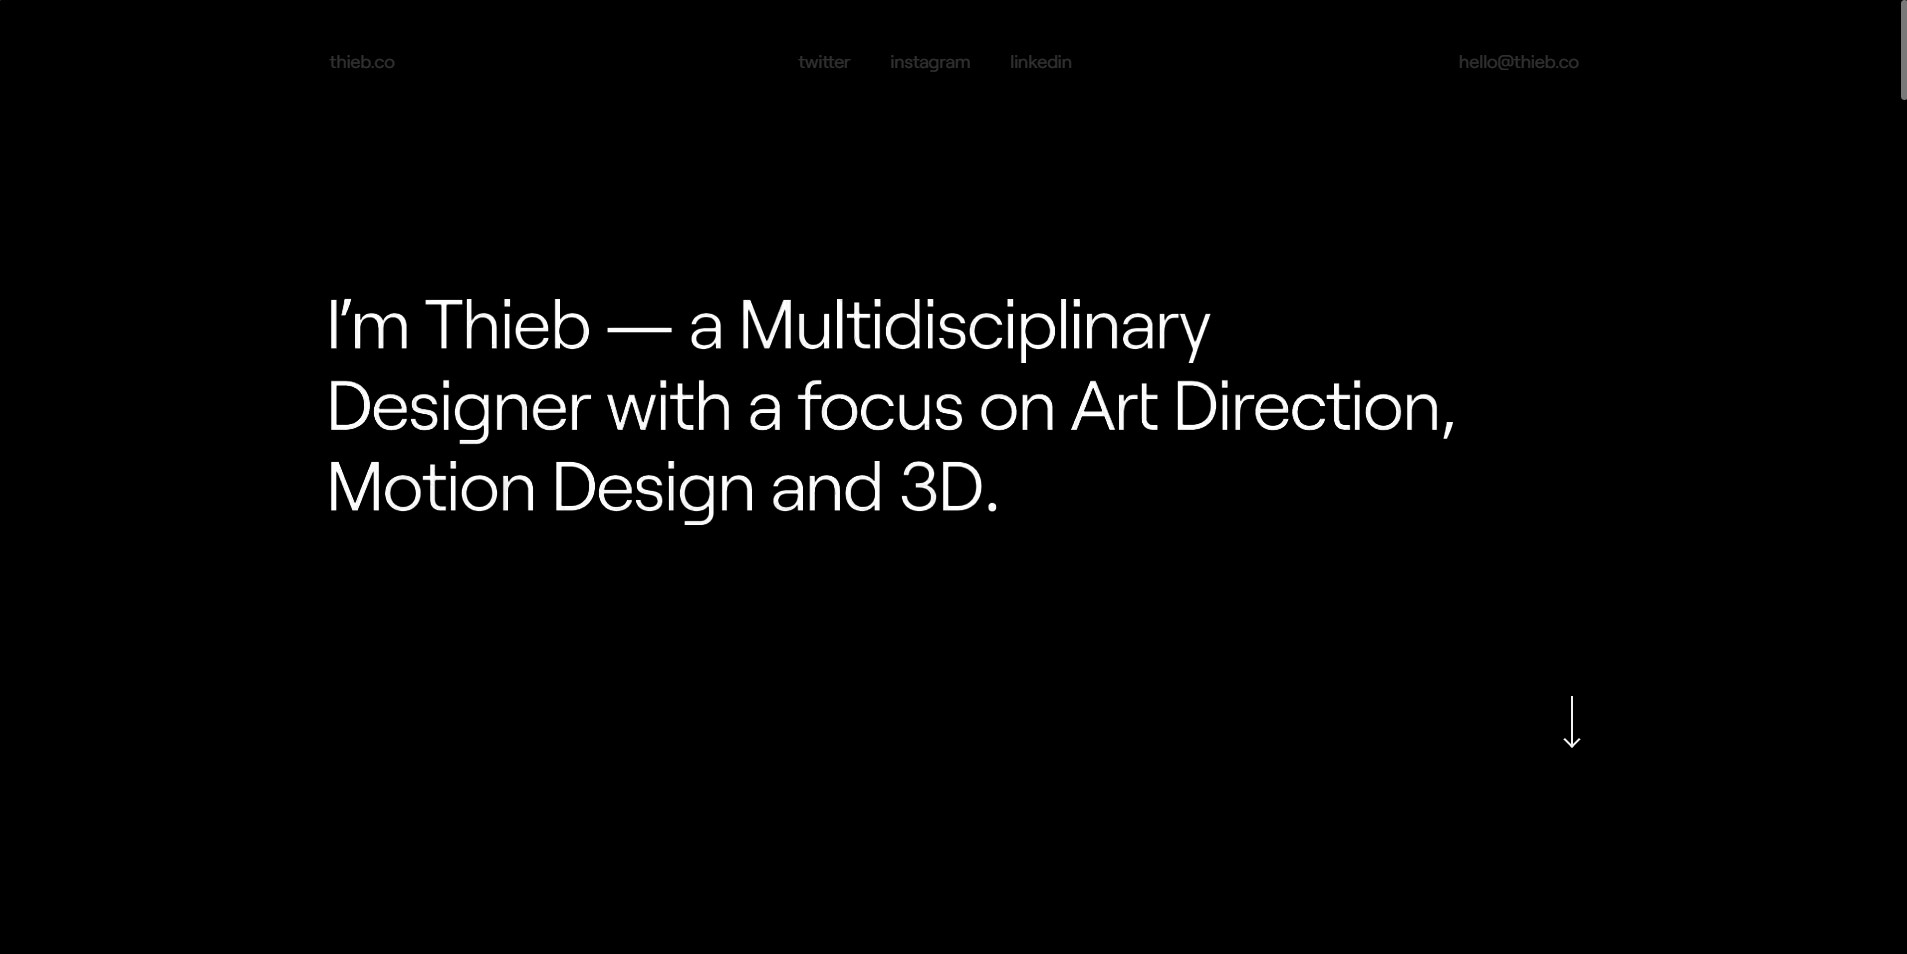 thieb.co
twitter instagram linkedin
hello@thieb.co
I’m Thieb — a Multidisciplinary
Designer with a focus on Art Direction,
Motion Design and 3D.